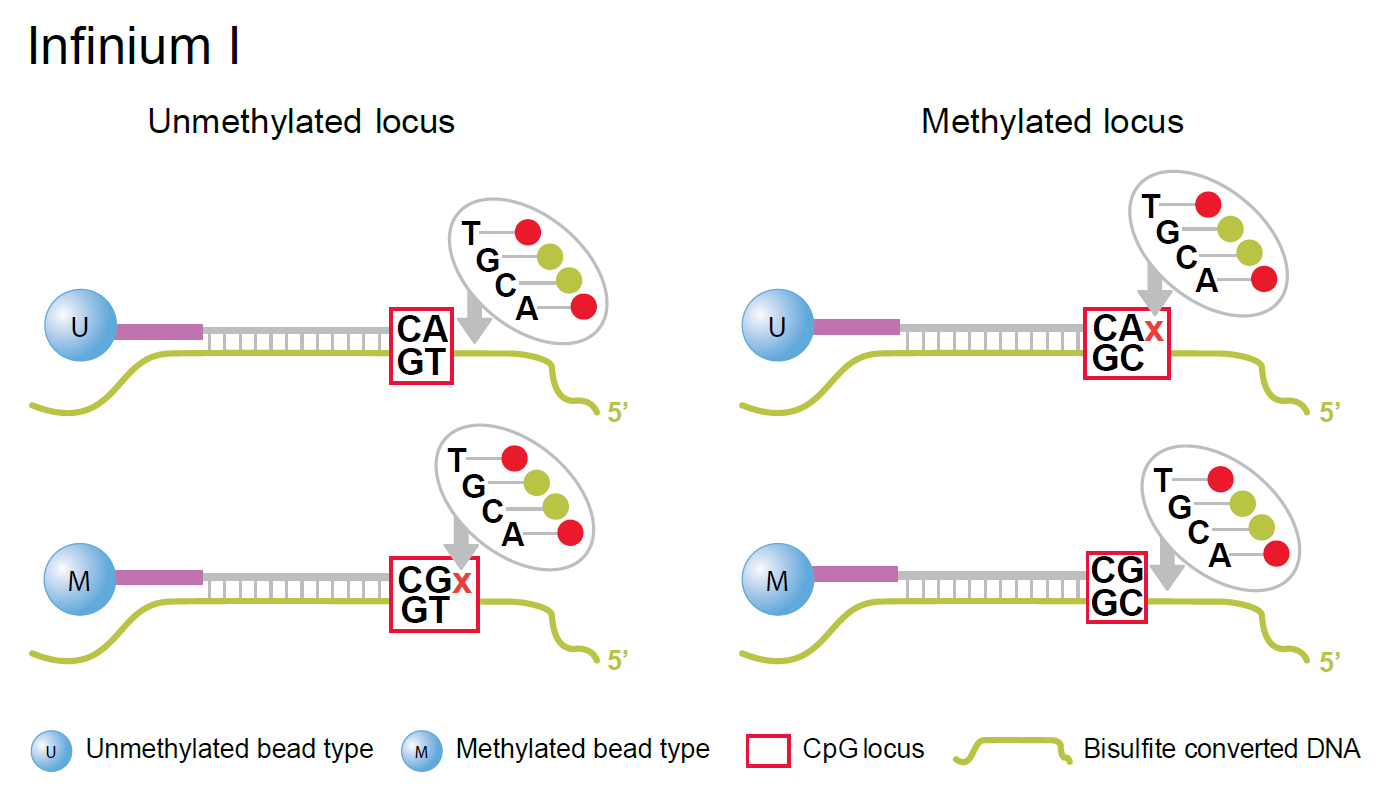 Infinium I
Unmethylated locus
Methylated locus
T
G
C
A
U
CA
GT
5’
T
G
C
A
U
CAx
GC
5’
T
G
C
A
M
CGx
GT
5’
T
G
C
A
M
CG
GC
5’
U Unmethylated bead type M Methylated bead type CpG locus Bisulfite converted DNA